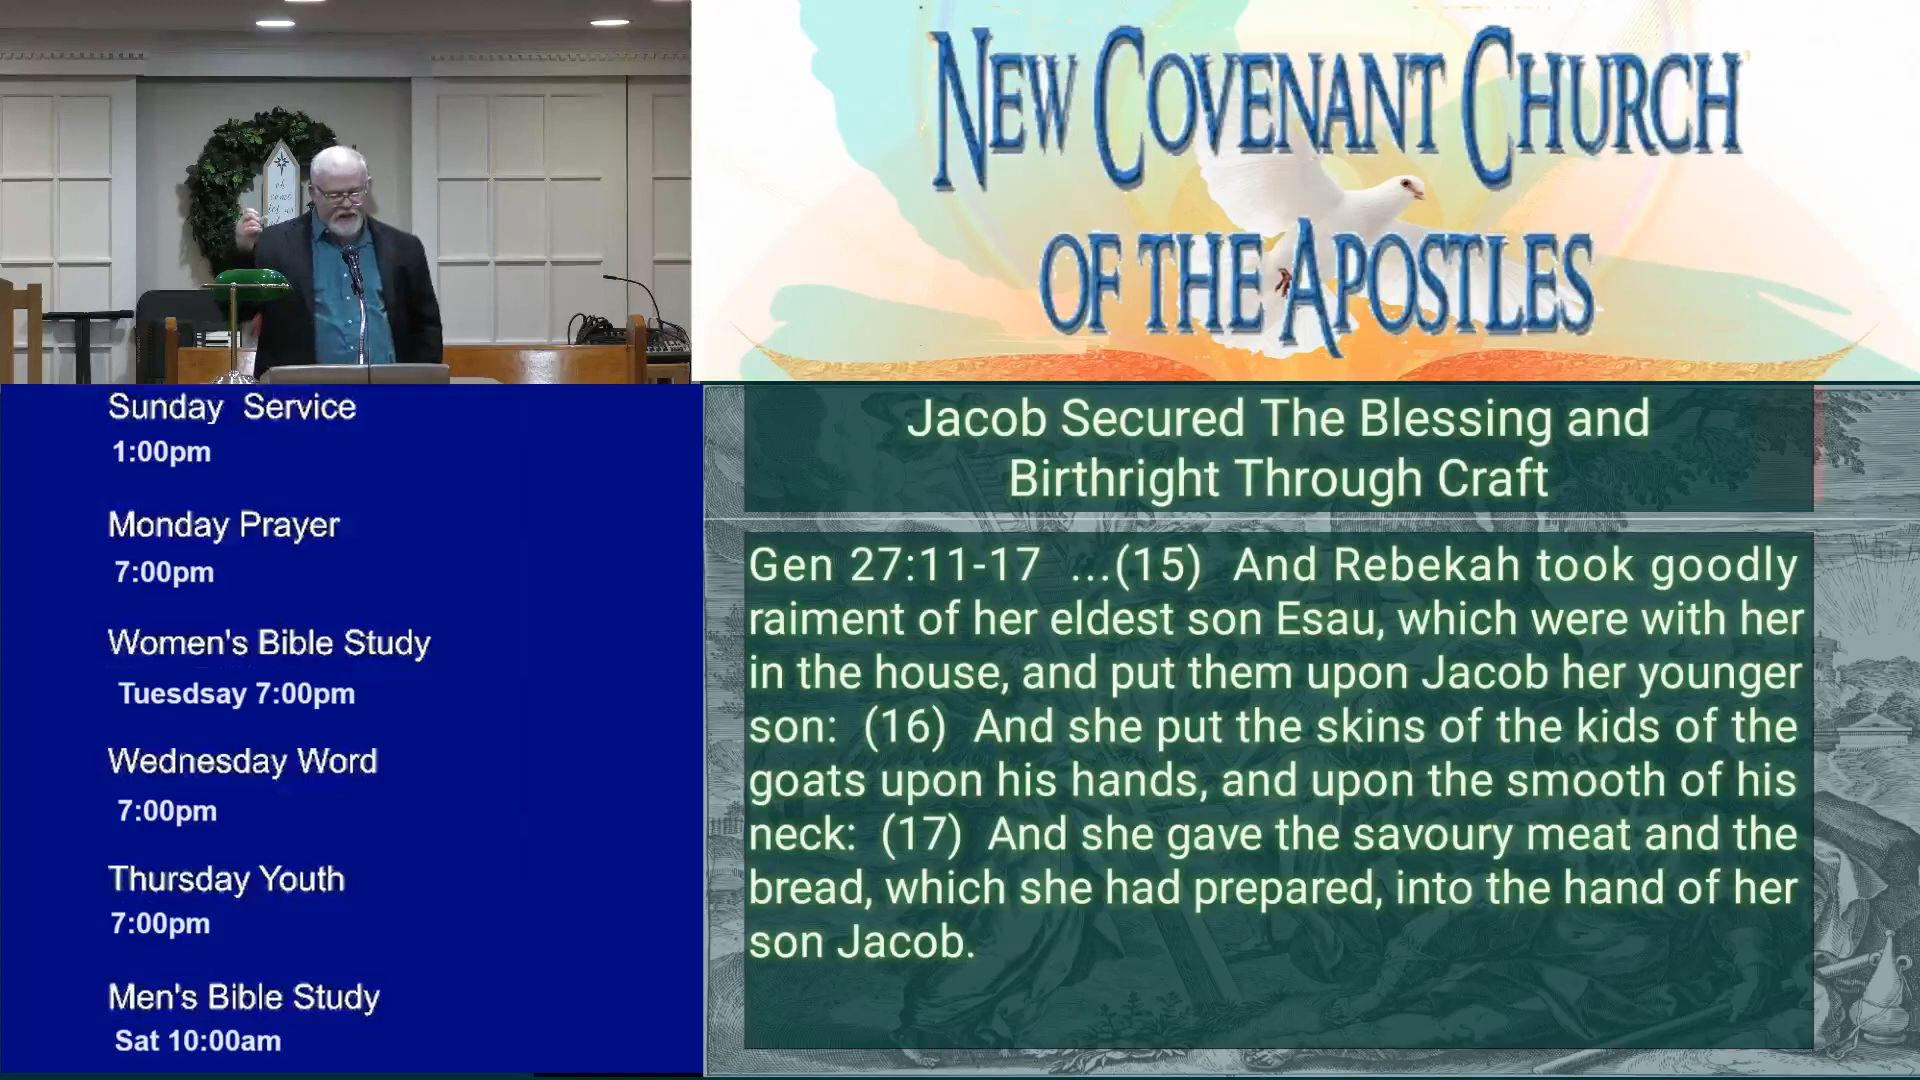 oh
come
let us
NEW COVENANT CHURCH
OF THE APOSTLES
Sunday Service
1:00pm
Monday Prayer
7:00pm
Women's Bible Study
Tuesdsay 7:00pm
Wednesday Word
7:00pm
Thursday Youth
7:00pm
Men's Bible Study
Sat 10:00am
Jacob Secured The Blessing and
Birthright Through Craft
Gen 27:11-17 ...(15) And Rebekah took goodly
raiment of her eldest son Esau, which were with her
in the house, and put them upon Jacob her younger
son: (16) And she put the skins of the kids of the
goats upon his hands, and upon the smooth of his
neck: (17) And she gave the savoury meat and the
bread, which she had prepared, into the hand of her
son Jacob.